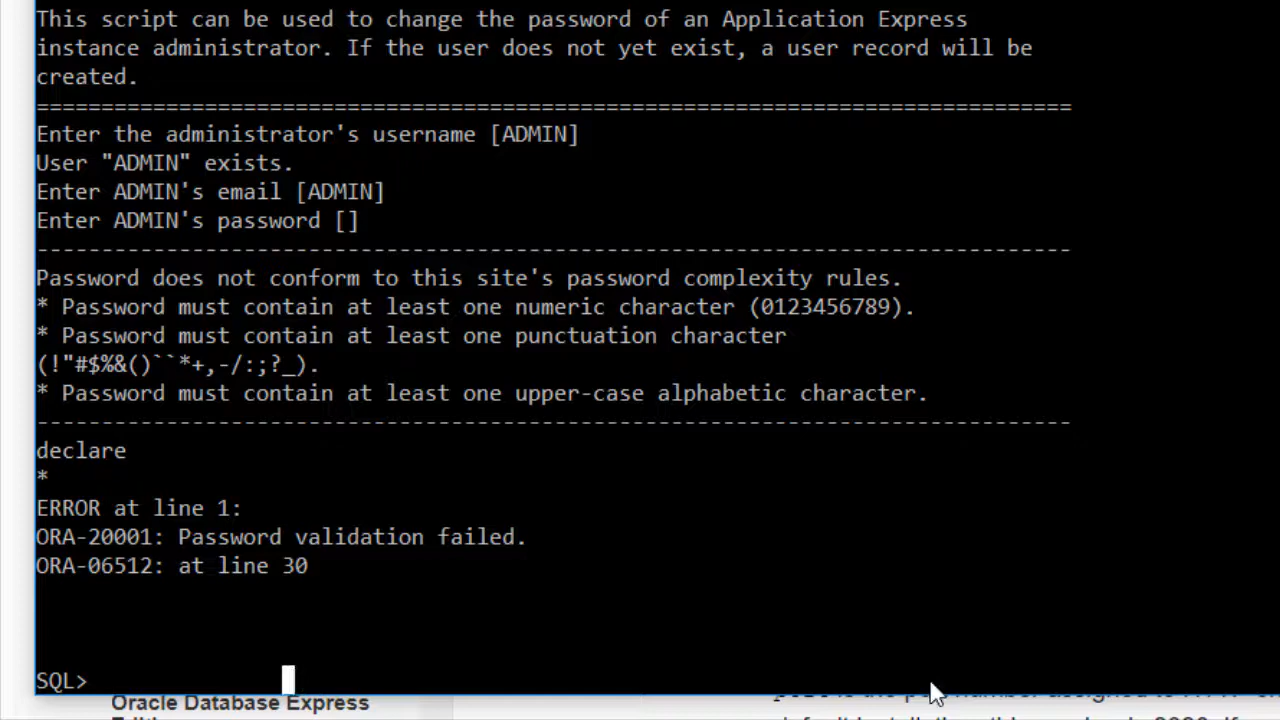 This script can be used to change the password of an Application Express
instance administrator. If the user does not yet exist, a user record will be
created.
================================================================================
Enter the administrator's username [ADMIN]
User "ADMIN" exists.
Enter ADMIN's email [ADMIN]
Enter ADMIN's password []
--------------------------------------------------------------------------------
Password does not conform to this site's password complexity rules.
* Password must contain at least one numeric character (0123456789).
* Password must contain at least one punctuation character
(!"#$%&()``*+,-/:;?_).
* Password must contain at least one upper-case alphabetic character.
--------------------------------------------------------------------------------
declare
*
ERROR at line 1:
ORA-20001: Password validation failed.
ORA-06512: at line 30
SQL>
Oracle Database Express